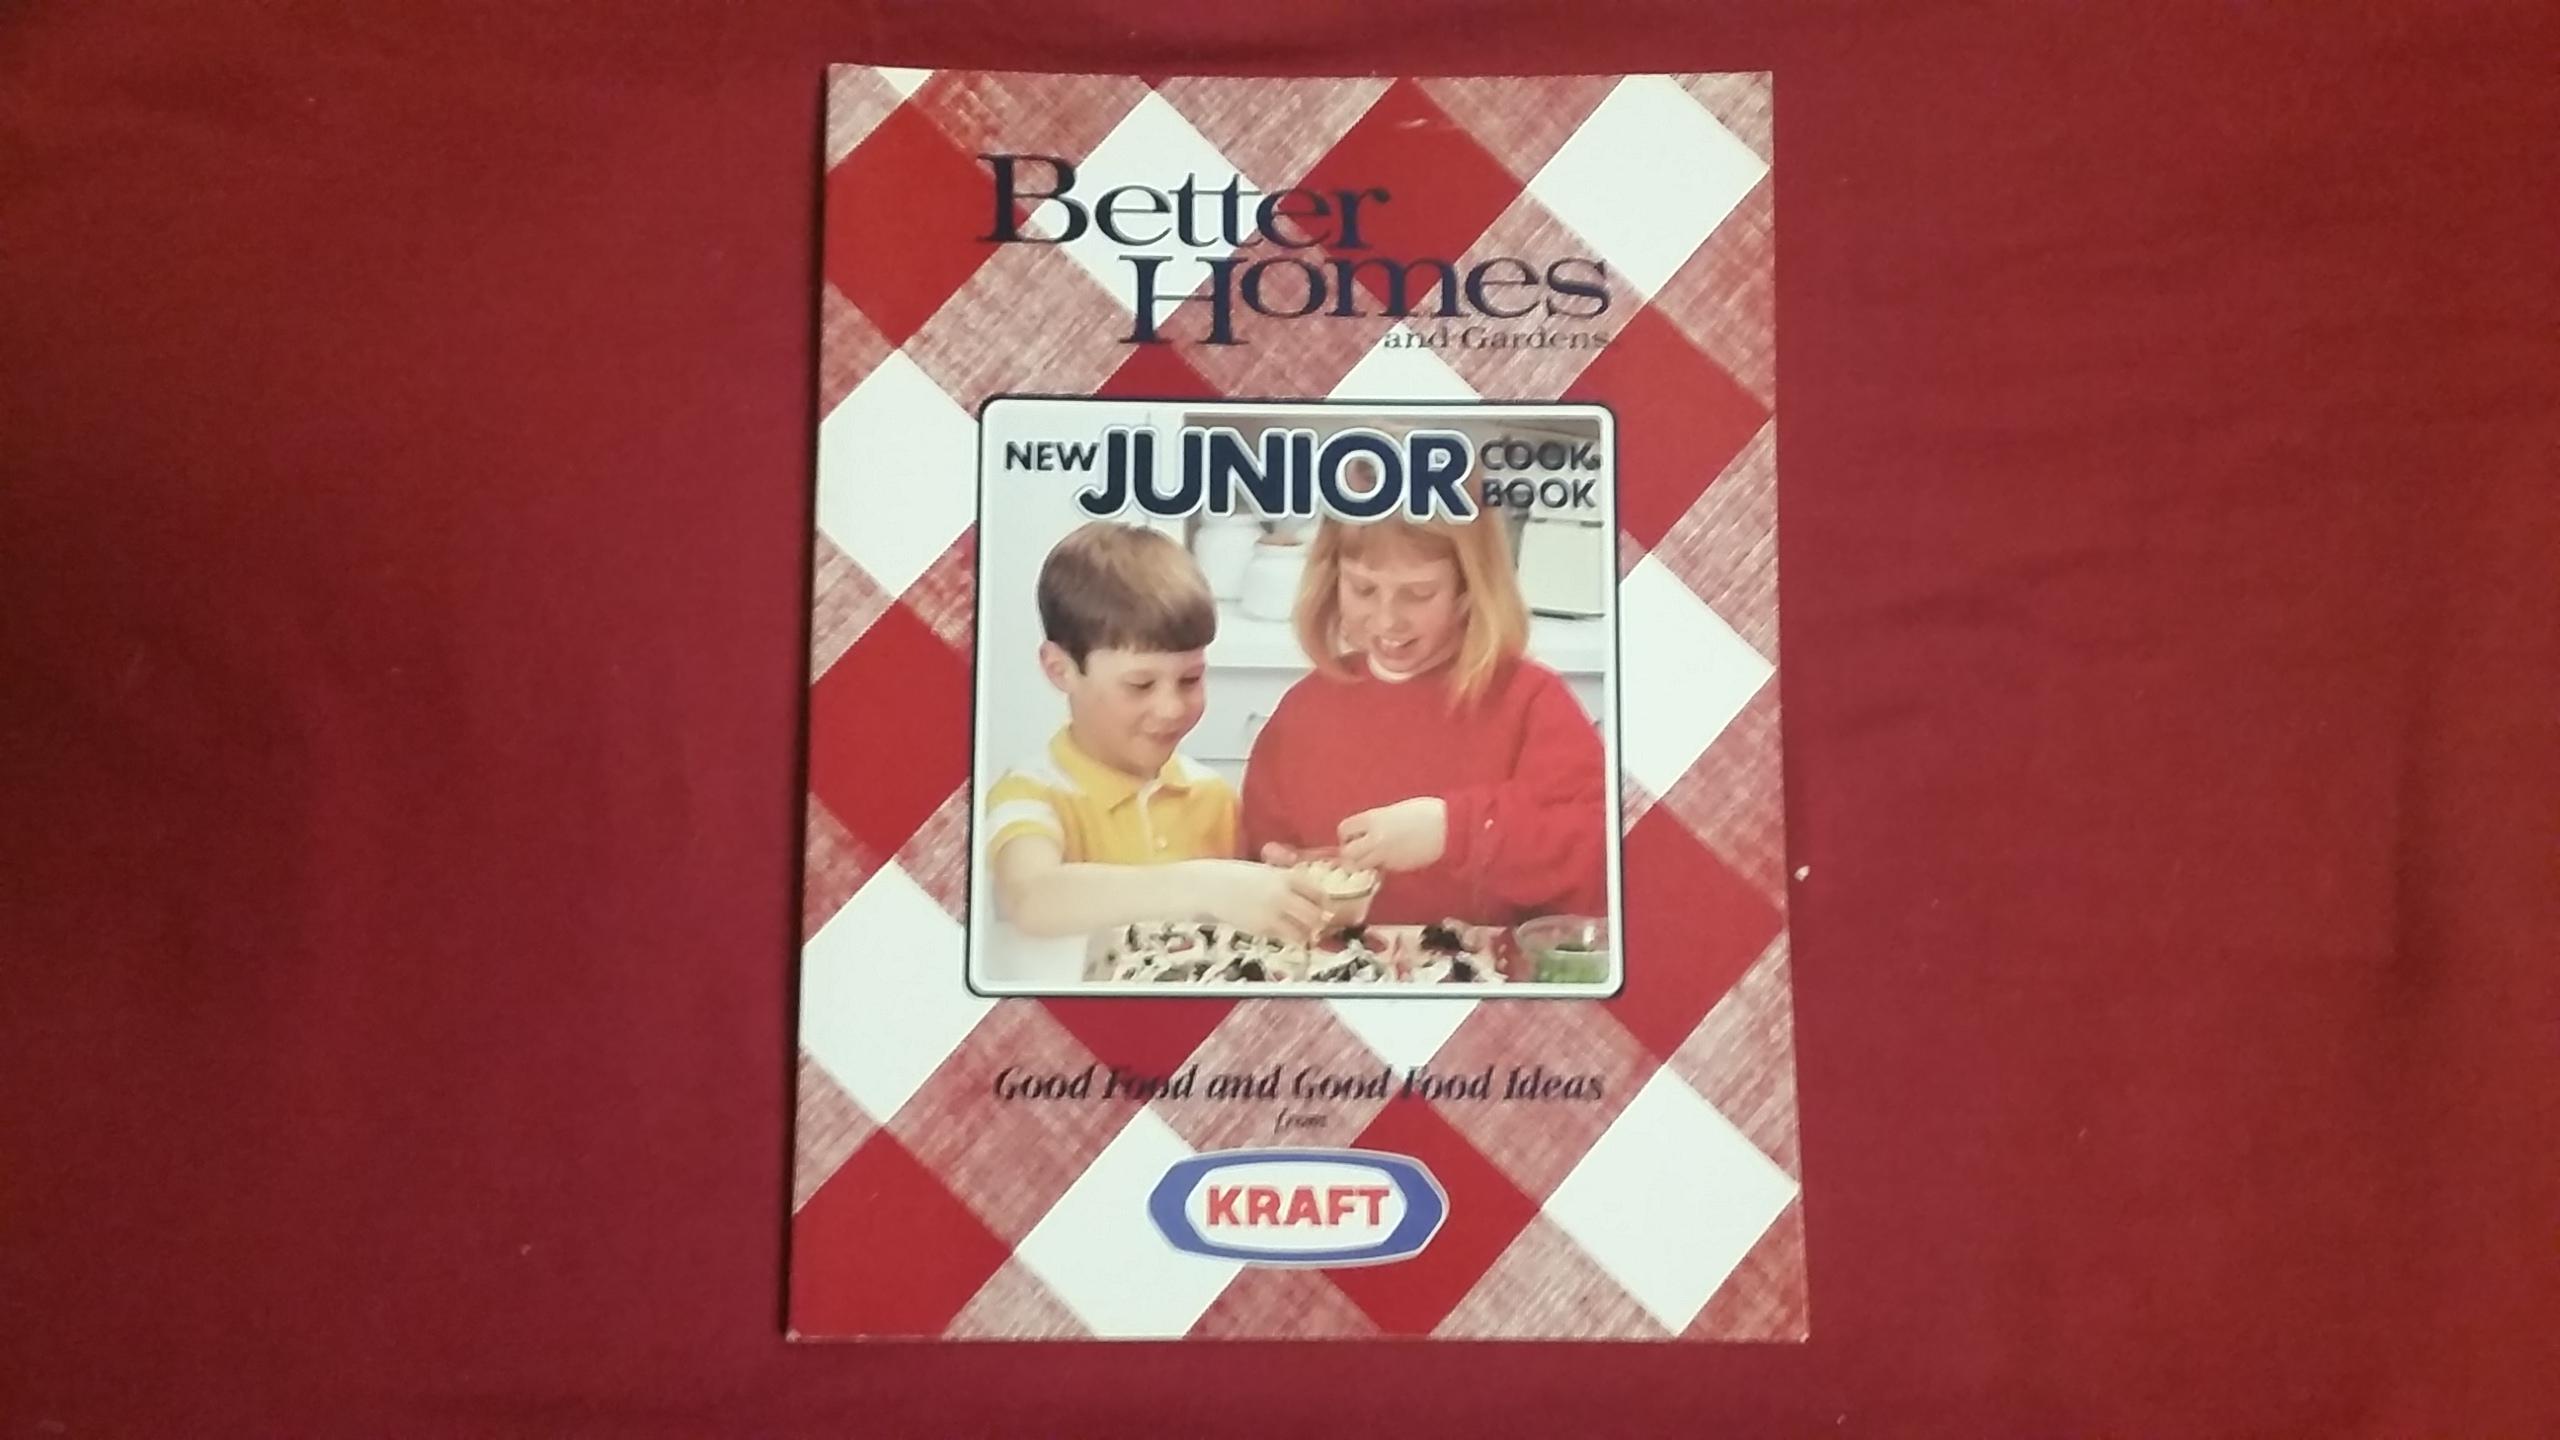 Better
Homes
and Gardens
NEW JUNIOR COOK
BOOK
Good Food and Good Food Ideas
from
KRAFT